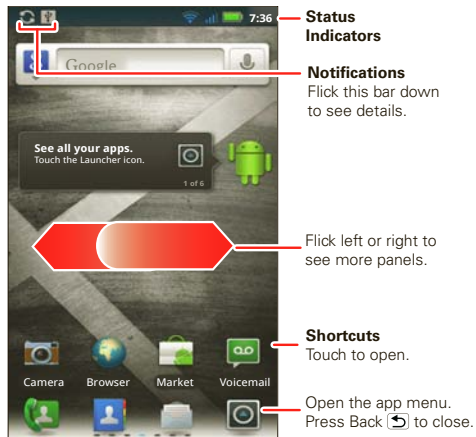 7:36
Status
Indicators
Google
Notifications
Flick this bar down
to see details.
See all your apps.
Touch the Launcher icon.
1 of 6
Flick left or right to
see more panels.
Shortcuts
Touch to open.
Camera Browser Market Voicemail
Open the app menu.
Press Back to close.